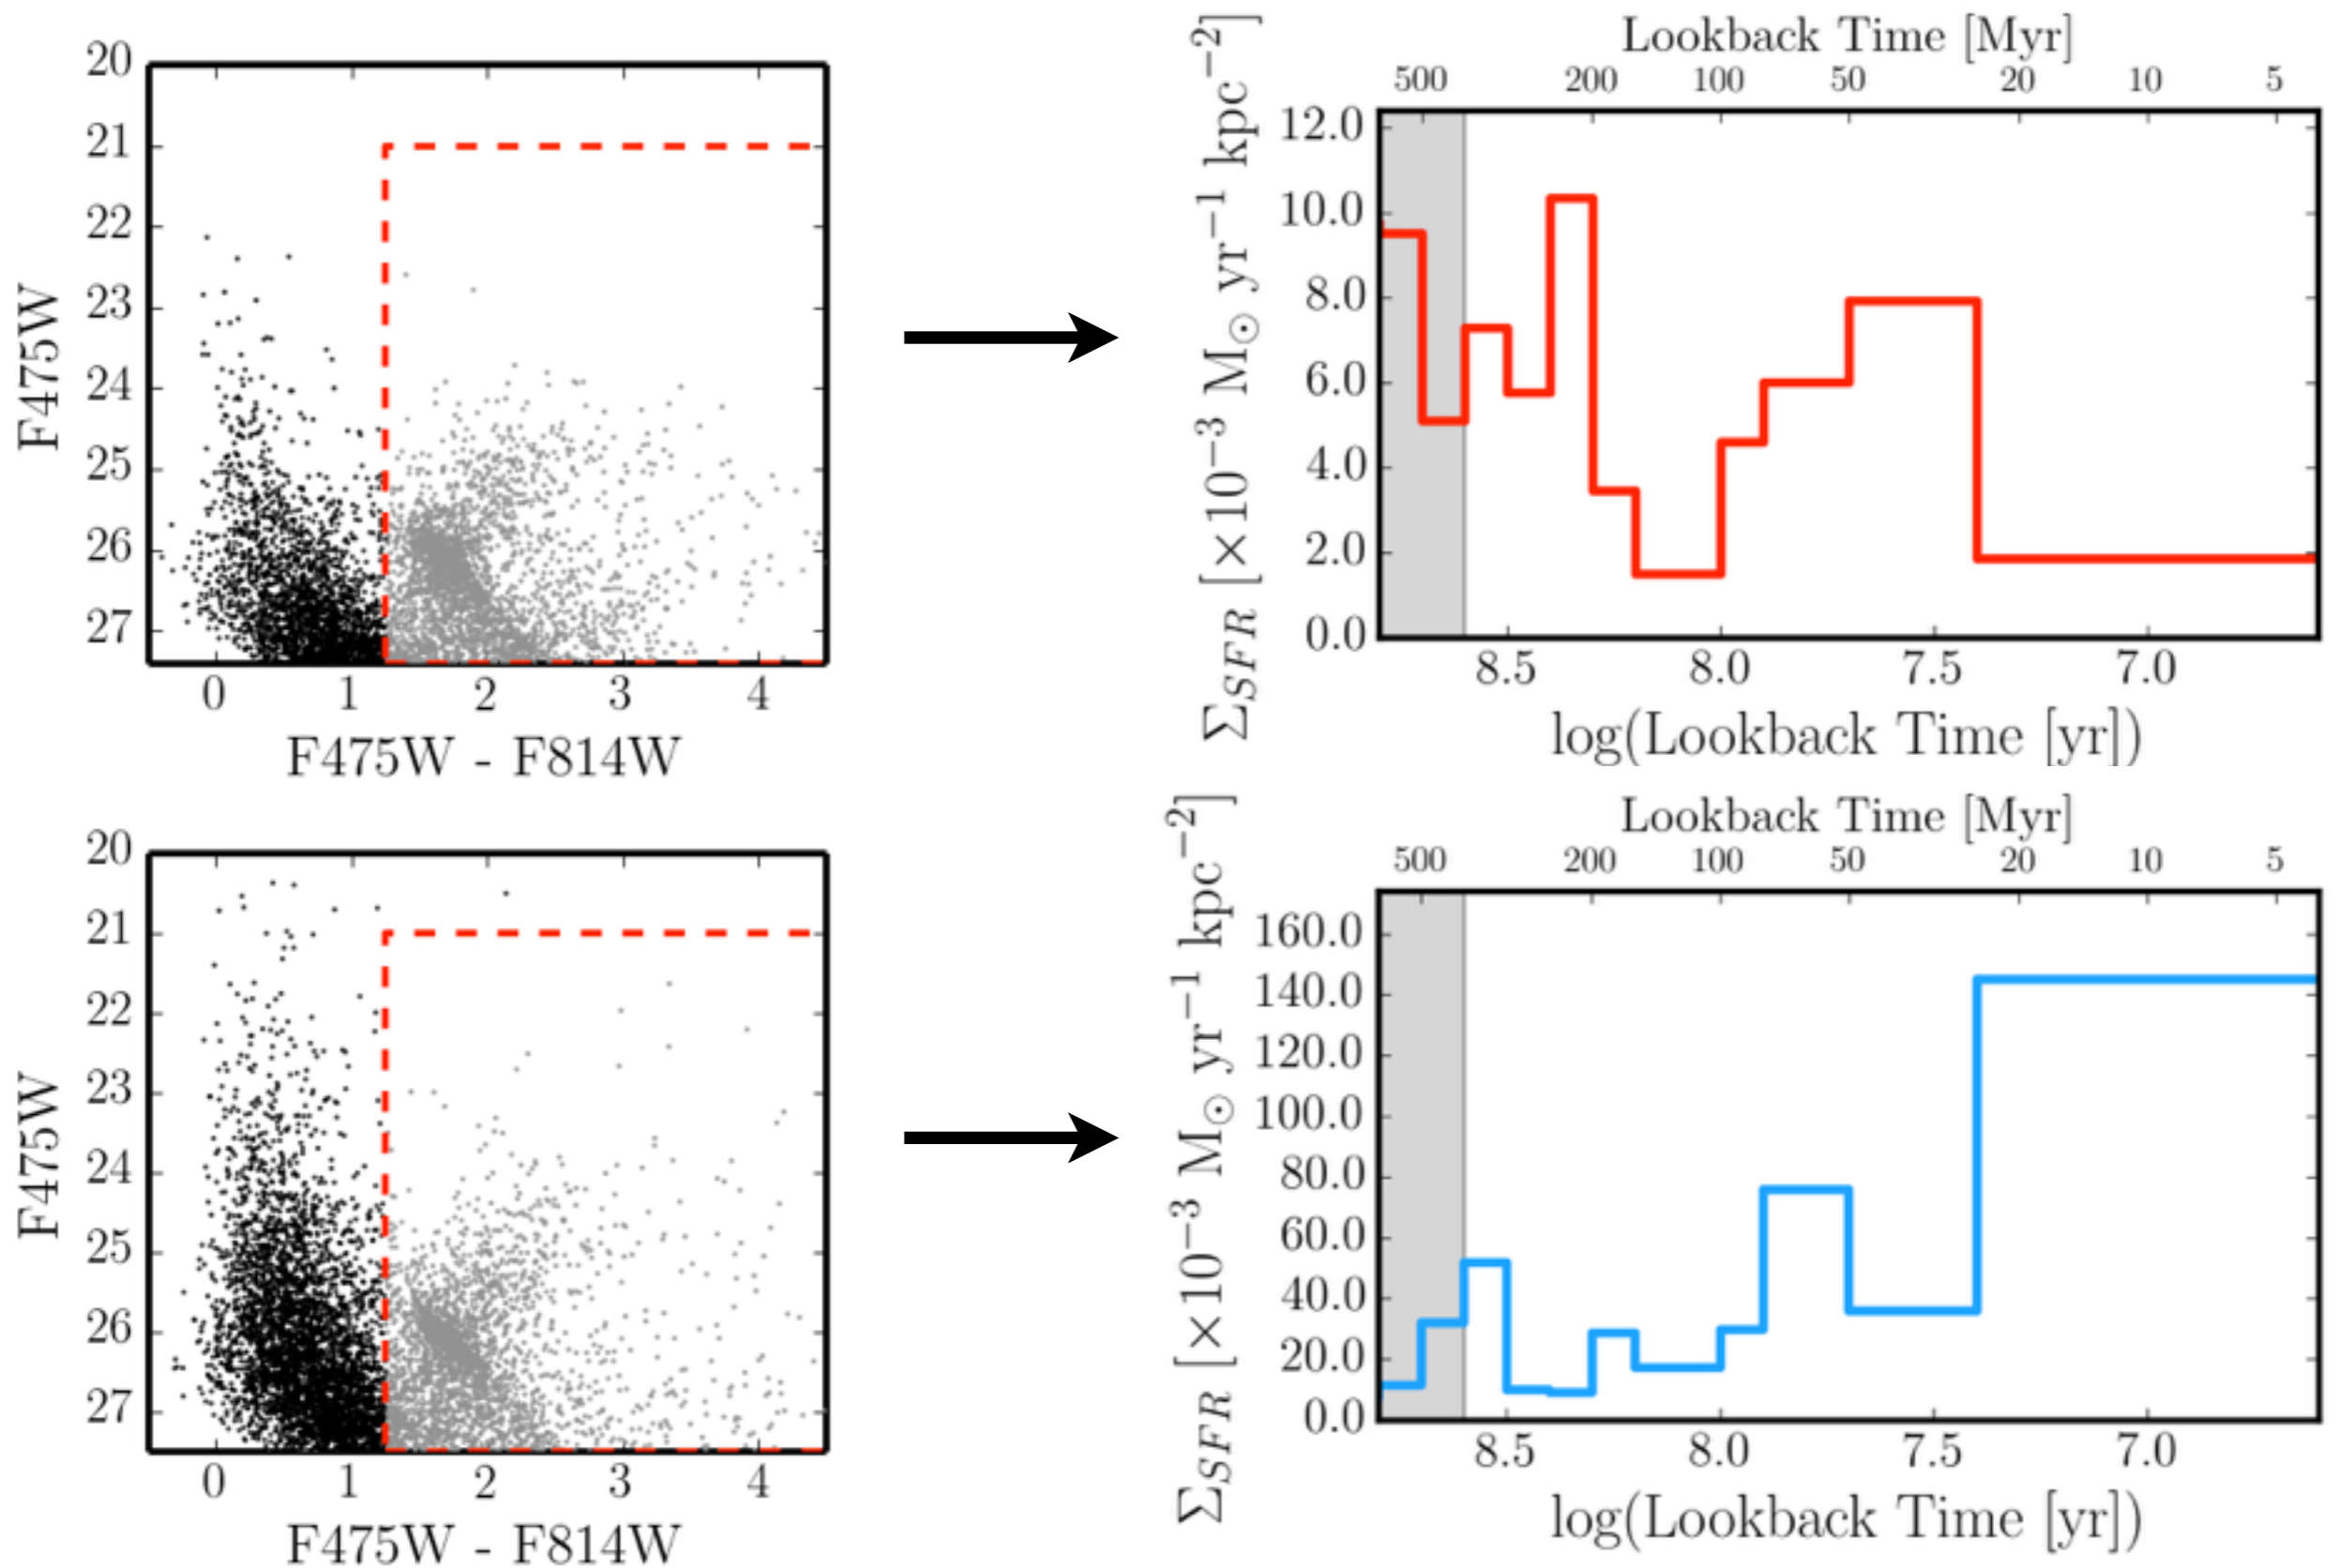 20
21
22
23
24
25
26
27
F475W
0 1 2 3 4
F475W - F814W
Lookback Time [Myr]
500 200 100 50 20 10 5
12.0
10.0
8.0
6.0
4.0
2.0
0.0
Σ_SFR [×10⁻³ M⊙ yr⁻¹ kpc⁻²]
8.5 8.0 7.5 7.0
log(Lookback Time [yr])
20
21
22
23
24
25
26
27
F475W
0 1 2 3 4
F475W - F814W
Lookback Time [Myr]
500 200 100 50 20 10 5
160.0
140.0
120.0
100.0
80.0
60.0
40.0
20.0
0.0
Σ_SFR [×10⁻³ M⊙ yr⁻¹ kpc⁻²]
8.5 8.0 7.5 7.0
log(Lookback Time [yr])